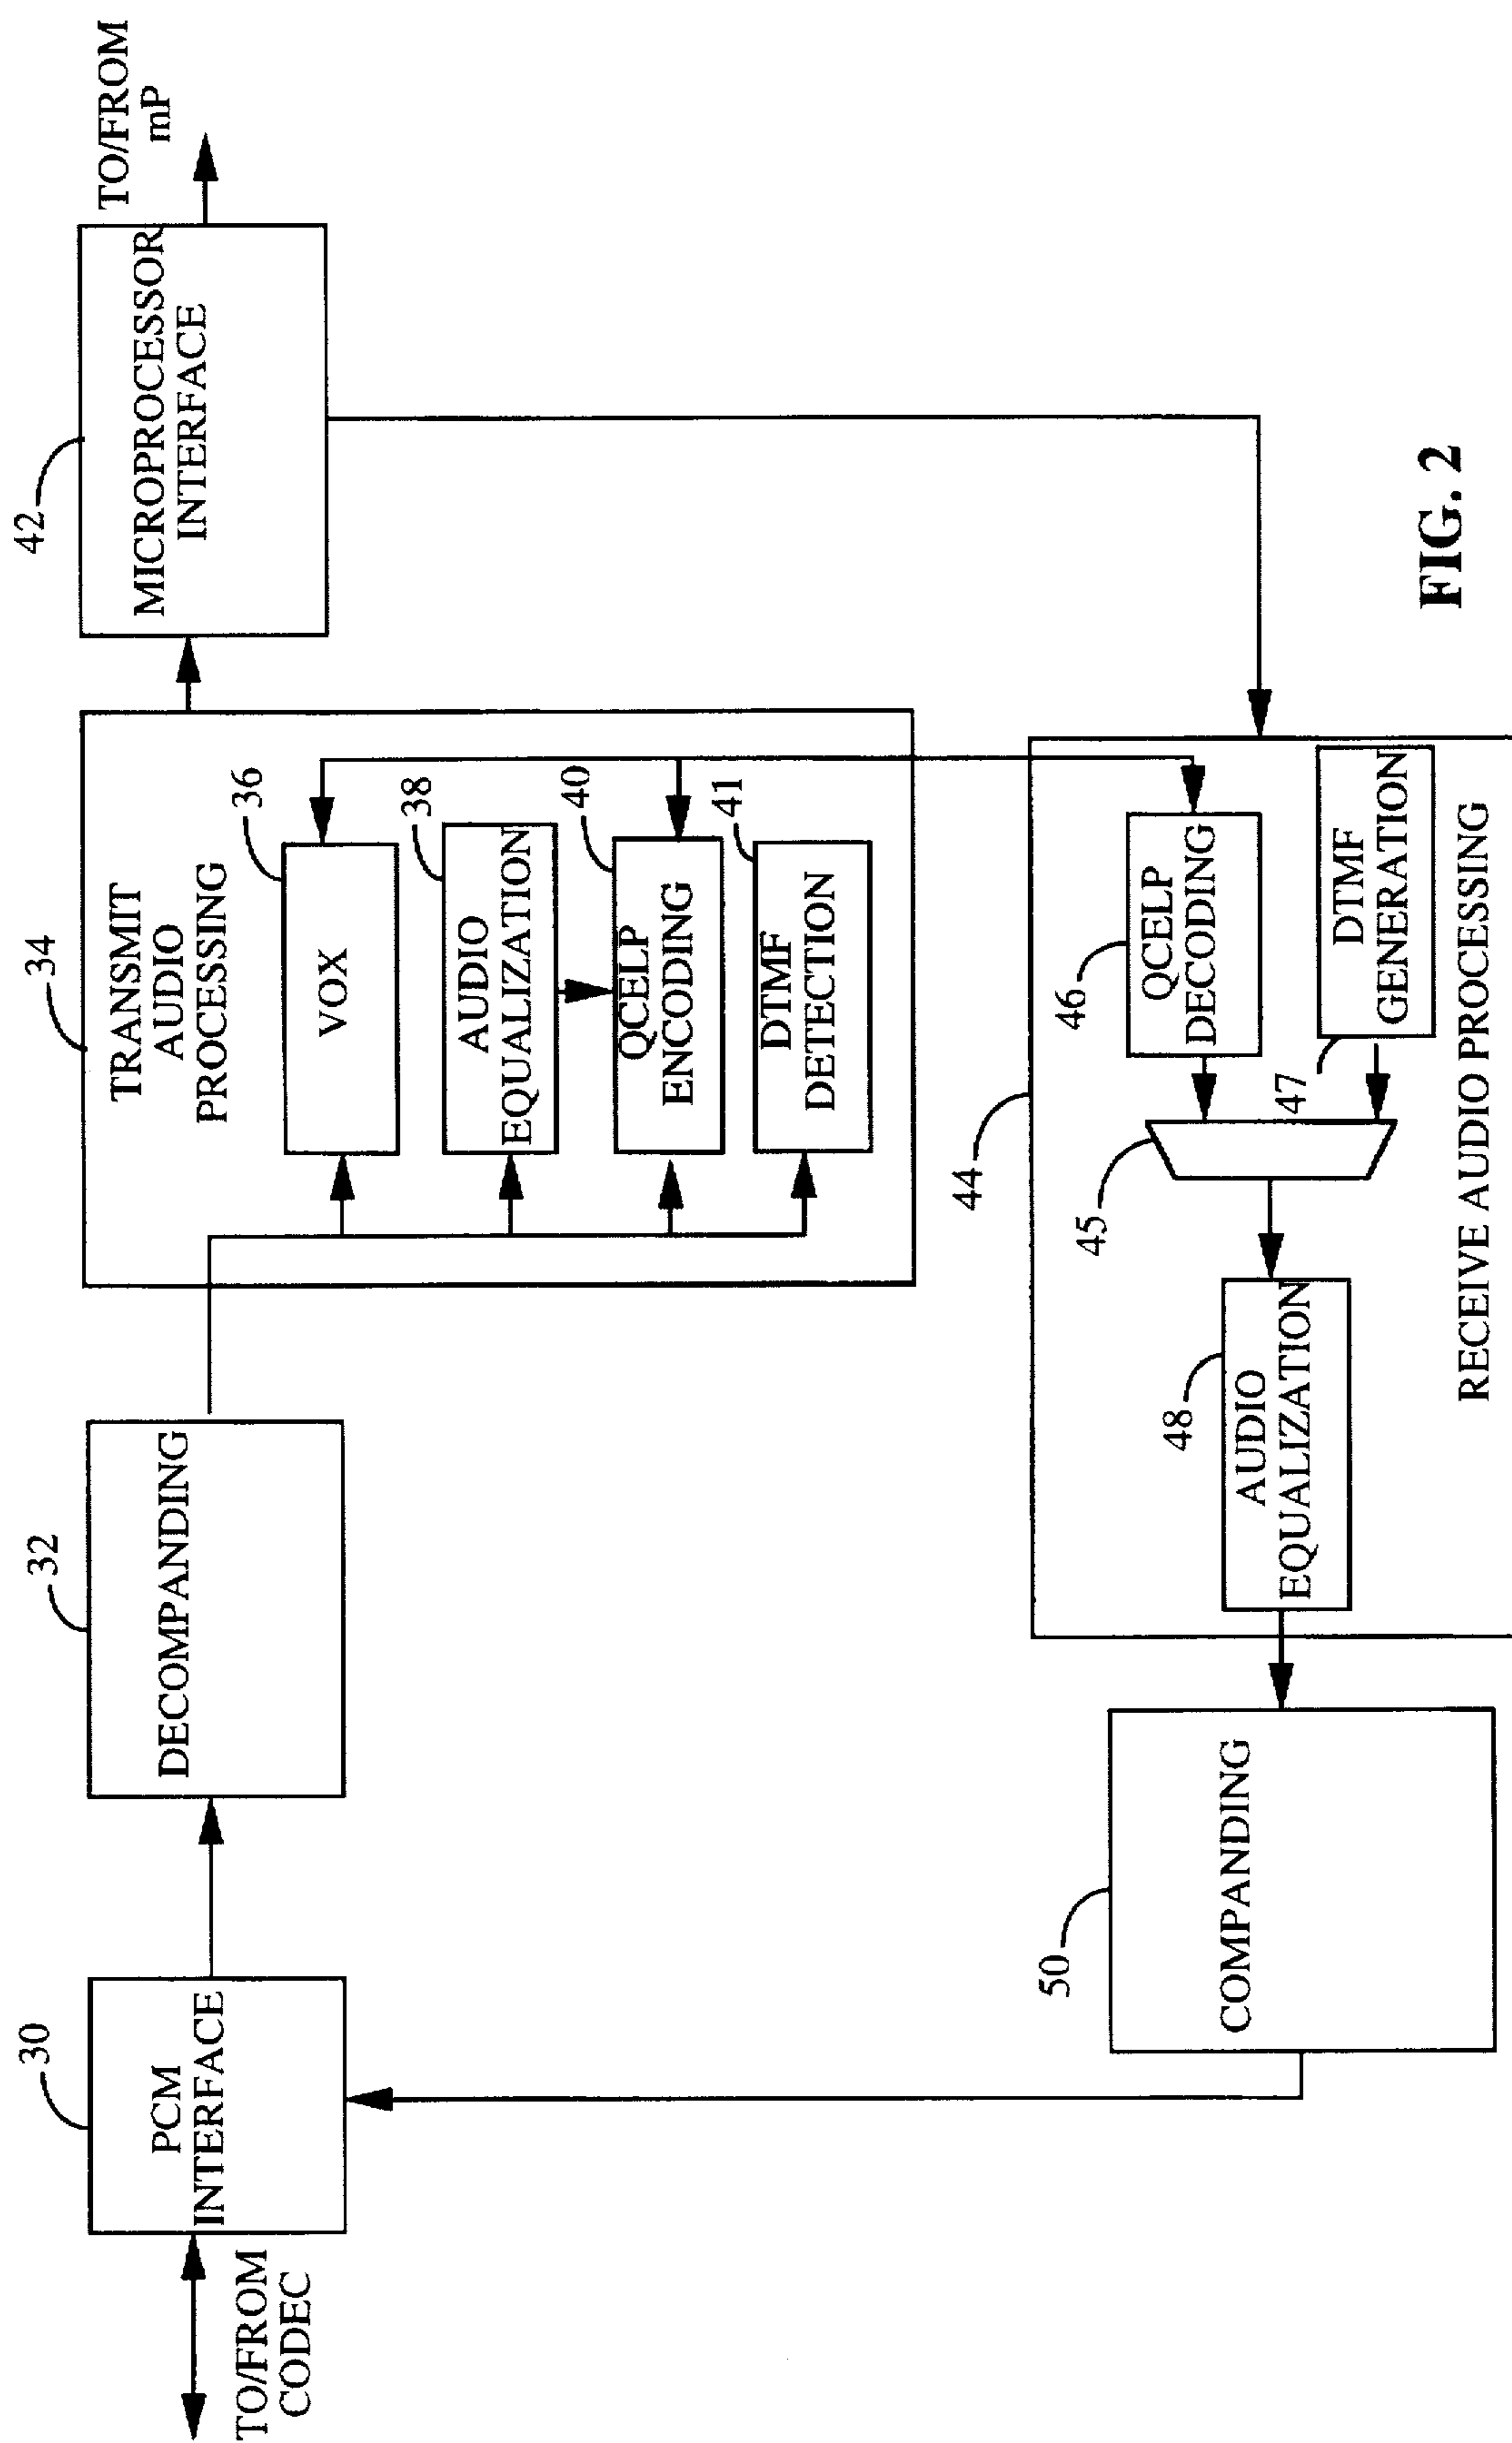 30
PCM
INTERFACE
TO/FROM
CODEC
32
DECOMPANDING
34
TRANSMIT
AUDIO
PROCESSING
36
VOX
38
AUDIO
EQUALIZATION
40
QCELP
ENCODING
41
DTMF
DETECTION
42
MICROPROCESSOR
INTERFACE
TO/FROM
mP
50
COMPANDING
44
48
AUDIO
EQUALIZATION
45
46
QCELP
DECODING
47
DTMF
GENERATION
RECEIVE AUDIO PROCESSING
FIG. 2